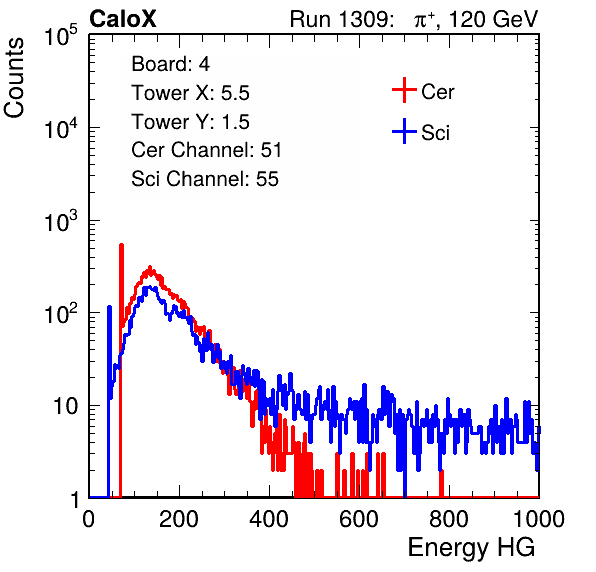 CaloX Run 1309: π⁺, 120 GeV
Counts
10⁵
10⁴
10³
10²
10
1
Board: 4
Tower X: 5.5
Tower Y: 1.5
Cer Channel: 51
Sci Channel: 55
Cer
Sci
0 200 400 600 800 1000
Energy HG